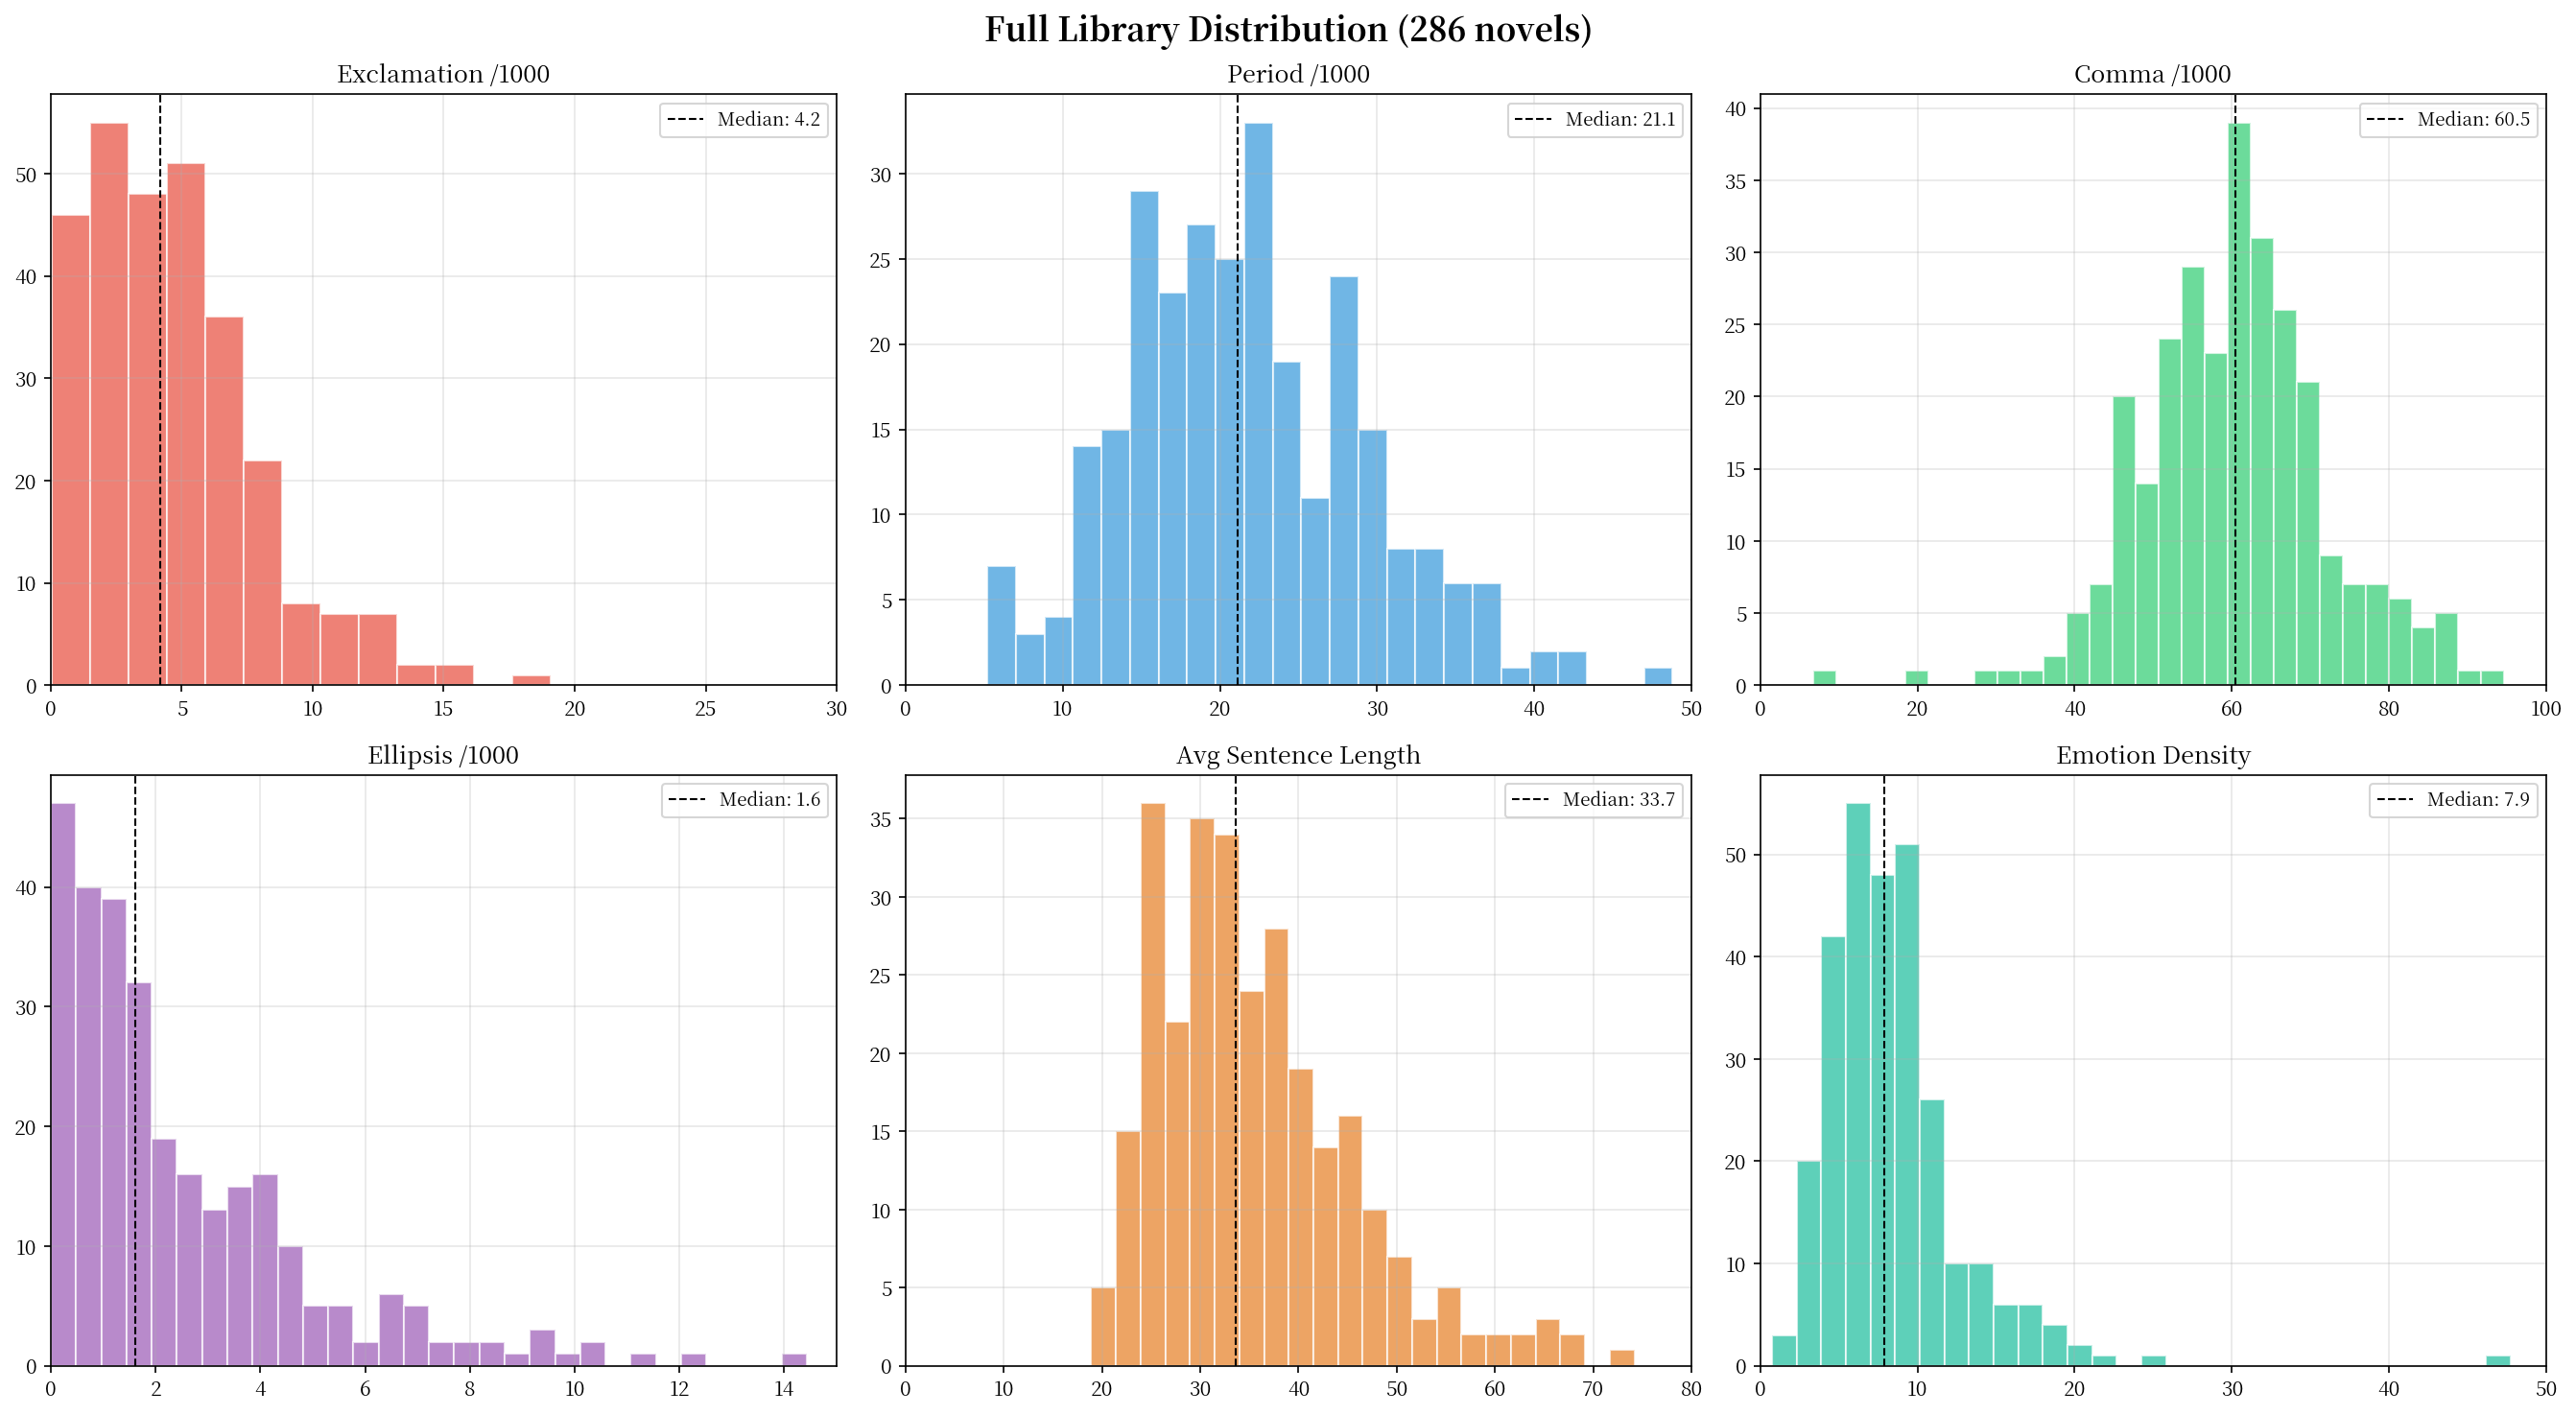 Full Library Distribution (286 novels)
Exclamation /1000
Median: 4.2
50
40
30
20
10
0
0 5 10 15 20 25 30
Period /1000
Median: 21.1
30
25
20
15
10
5
0
0 10 20 30 40 50
Comma /1000
Median: 60.5
40
35
30
25
20
15
10
5
0
0 20 40 60 80 100
Ellipsis /1000
Median: 1.6
40
30
20
10
0
0 2 4 6 8 10 12 14
Avg Sentence Length
Median: 33.7
35
30
25
20
15
10
5
0
0 10 20 30 40 50 60 70 80
Emotion Density
Median: 7.9
50
40
30
20
10
0
0 10 20 30 40 50